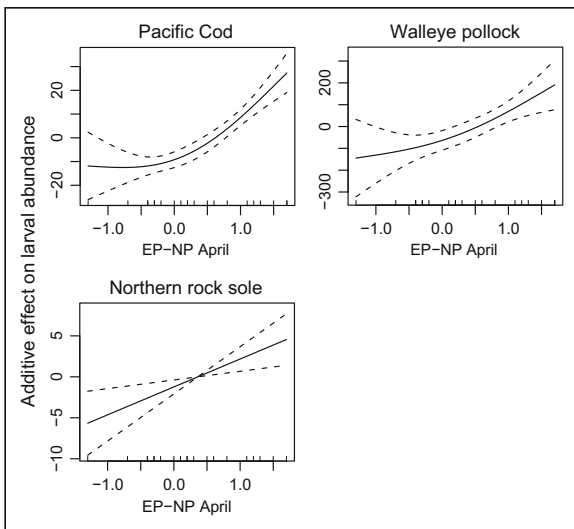 Pacific Cod
20
0
−20
−1.0 0.0 1.0
EP−NP April
Walleye pollock
200
0
−300
−1.0 0.0 1.0
EP−NP April
Northern rock sole
5
0
−5
−10
−1.0 0.0 1.0
EP−NP April
Additive effect on larval abundance